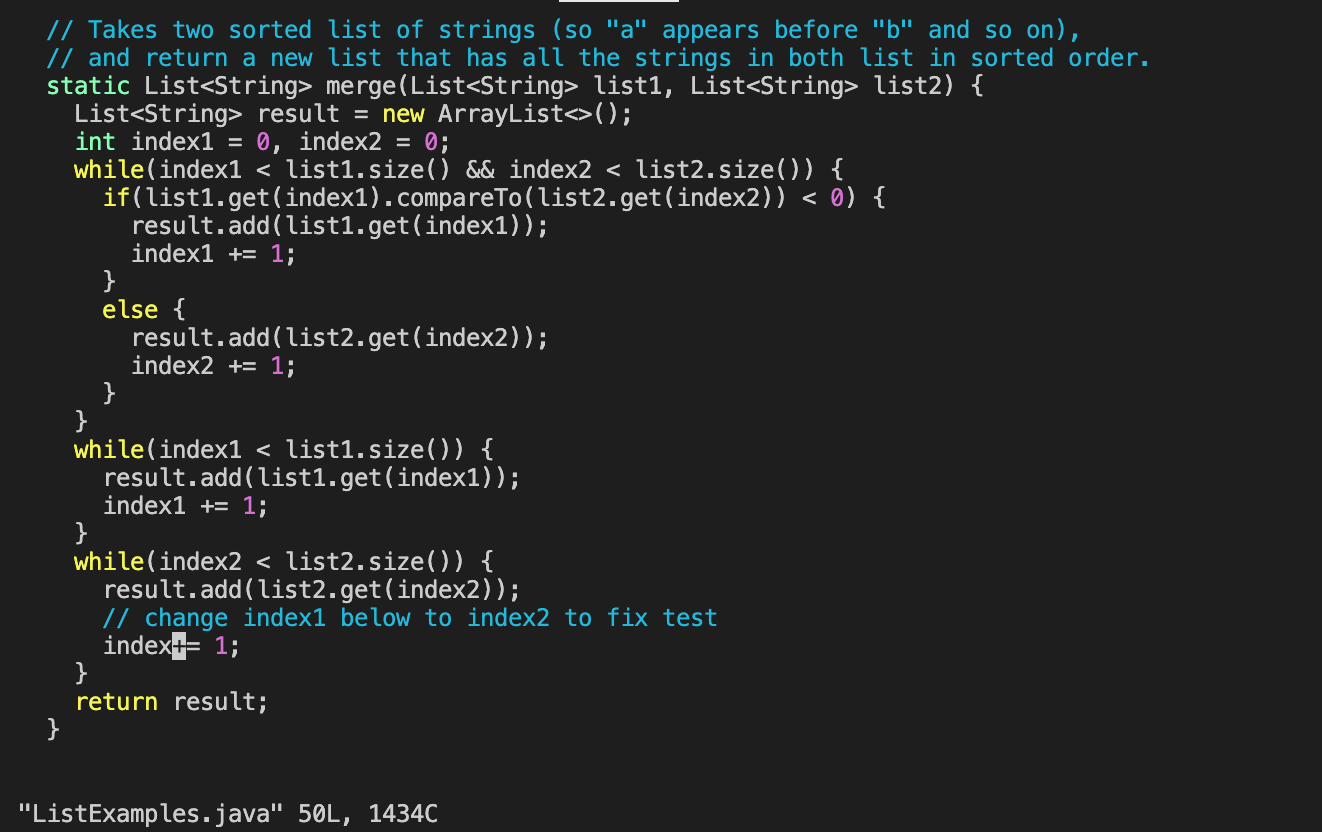 // Takes two sorted list of strings (so "a" appears before "b" and so on),
// and return a new list that has all the strings in both list in sorted order.
static List<String> merge(List<String> list1, List<String> list2) {
  List<String> result = new ArrayList<>();
  int index1 = 0, index2 = 0;
  while(index1 < list1.size() && index2 < list2.size()) {
    if(list1.get(index1).compareTo(list2.get(index2)) < 0) {
      result.add(list1.get(index1));
      index1 += 1;
    }
    else {
      result.add(list2.get(index2));
      index2 += 1;
    }
  }
  while(index1 < list1.size()) {
    result.add(list1.get(index1));
    index1 += 1;
  }
  while(index2 < list2.size()) {
    result.add(list2.get(index2));
    // change index1 below to index2 to fix test
    index+= 1;
  }
  return result;
}
"ListExamples.java" 50L, 1434C